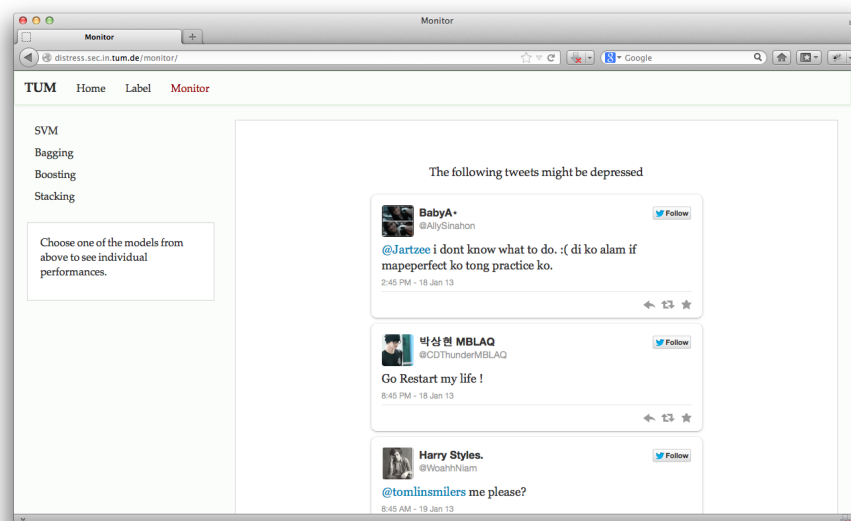 Monitor
Monitor
distress.sec.in.tum.de/monitor/
Google
TUM Home Label Monitor
SVM
Bagging
Boosting
Stacking
Choose one of the models from
above to see individual
performances.
The following tweets might be depressed
BabyA•
@AllySinahon
Follow
@Jartzee i dont know what to do. :( di ko alam if
mapeperfect ko tong practice ko.
2:45 PM - 18 Jan 13
박상현 MBLAQ
@CDThunderMBLAQ
Follow
Go Restart my life !
8:45 PM - 18 Jan 13
Harry Styles.
@WoahhNiam
Follow
@tomlinsmilers me please?
8:45 AM - 19 Jan 13